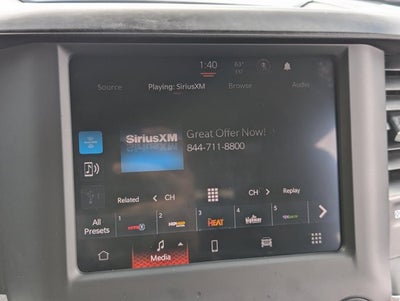 1:40 83°
Source Playing: SiriusXM Browse Audio
SiriusXM
Great Offer Now!
844-711-8800
Related CH CH Replay
All
Presets
1 2 3 4 5
HEAT
Media